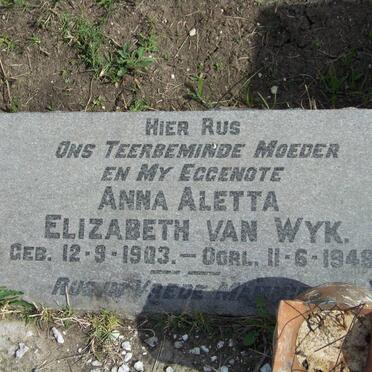 HIER RUS
ONS TEERBEMINDE MOEDER
EN MY EGGENOTE
ANNA ALETTA
ELIZABETH VAN WYK.
GEB. 12-9-1903.— OORL. 11-6-1949
RUS IN VREDE